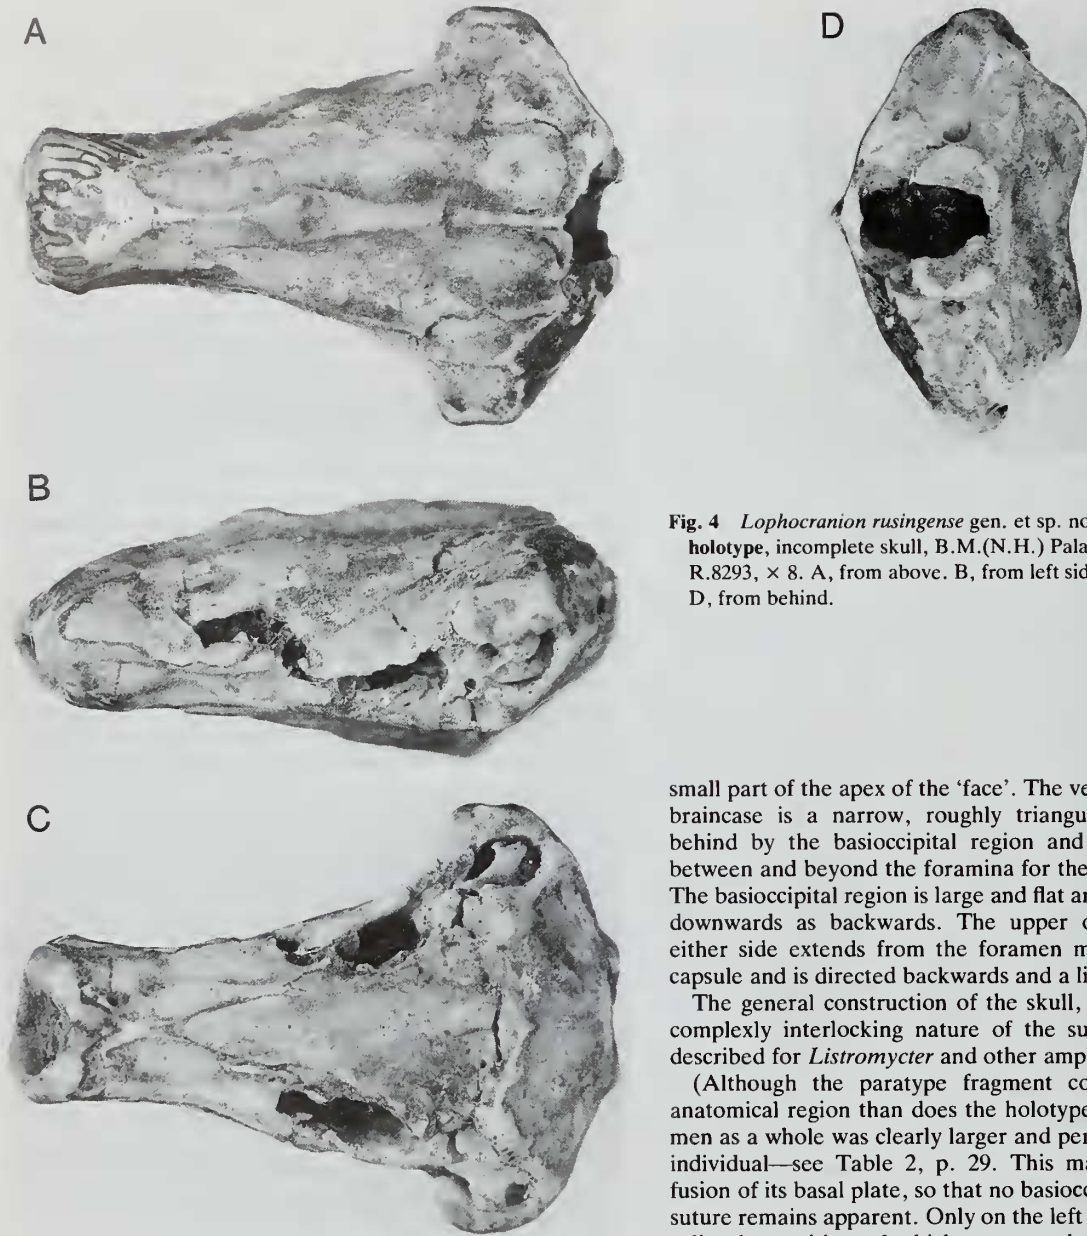 A
D
B
C
Fig. 4 Lophocranion rusingense gen. et sp. no
holotype, incomplete skull, B.M.(N.H.) Pala
R.8293, × 8. A, from above. B, from left sid
D, from behind.
small part of the apex of the ‘face’. The ve
braincase is a narrow, roughly triangu
behind by the basioccipital region and
between and beyond the foramina for the
The basioccipital region is large and flat an
downwards as backwards. The upper o
either side extends from the foramen m
capsule and is directed backwards and a li
The general construction of the skull,
complexly interlocking nature of the su
described for Listromycter and other amp
(Although the paratype fragment co
anatomical region than does the holotype
men as a whole was clearly larger and per
individual—see Table 2, p. 29. This ma
fusion of its basal plate, so that no basiocc
suture remains apparent. Only on the left